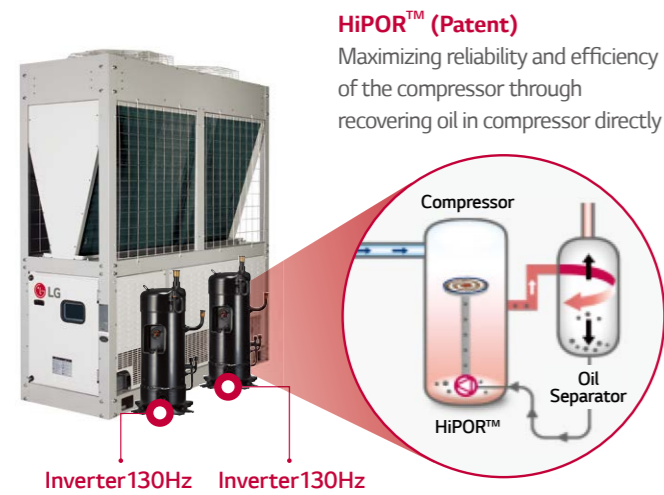 HiPOR™ (Patent)
Maximizing reliability and efficiency
of the compressor through
recovering oil in compressor directly
Compressor
LG
Oil
Separator
HiPOR™
Inverter130Hz
Inverter130Hz